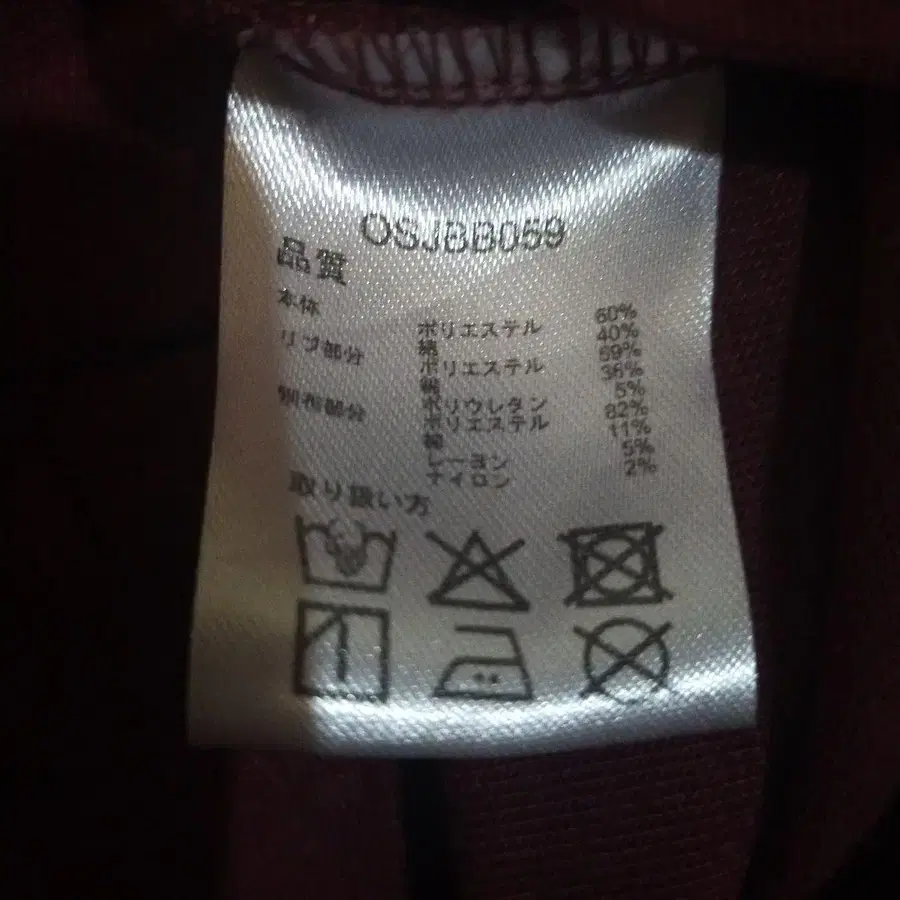 OSJBB059
品質
本体 ポリエステル 60%
綿 40%
リブ部分 ポリエステル 59%
綿 36%
ポリウレタン 5%
別布部分 ポリエステル 82%
綿 11%
レーヨン 5%
ナイロン 2%
取り扱い方